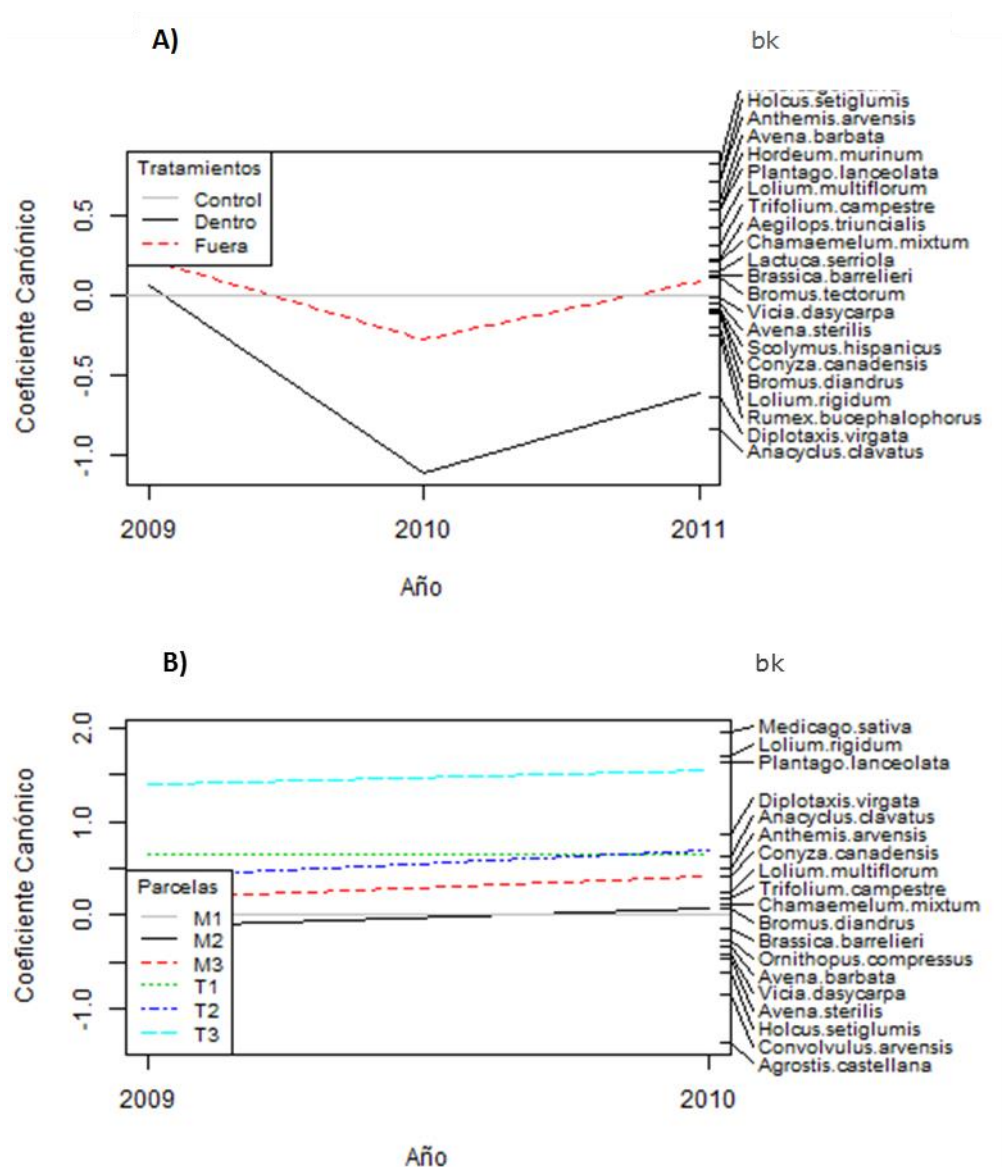 A)
bk
Holcus.setiglumis
Anthemis.arvensis
Avena.barbata
Hordeum.murinum
Plantago.lanceolata
Lolium.multiflorum
Trifolium.campestre
Aegilops.triuncialis
Chamaemelum.mixtum
Lactuca.serriola
Brassica.barrelieri
Bromus.tectorum
Vicia.dasycarpa
Avena.sterilis
Scolymus.hispanicus
Conyza.canadensis
Bromus.diandrus
Lolium.rigidum
Rumex.bucephalophorus
Diplotaxis.virgata
Anacyclus.clavatus
Tratamientos
Control
Dentro
Fuera
Coeficiente Canónico
0.5
0.0
-0.5
-1.0
2009
2010
2011
Año
B)
bk
Medicago.sativa
Lolium.rigidum
Plantago.lanceolata
Diplotaxis.virgata
Anacyclus.clavatus
Anthemis.arvensis
Conyza.canadensis
Lolium.multiflorum
Trifolium.campestre
Chamaemelum.mixtum
Bromus.diandrus
Brassica.barrelieri
Ornithopus.compressus
Avena.barbata
Vicia.dasycarpa
Avena.sterilis
Holcus.setiglumis
Convolvulus.arvensis
Agrostis.castellana
Parcelas
M1
M2
M3
T1
T2
T3
Coeficiente Canónico
2.0
1.0
0.0
-1.0
2009
2010
Año